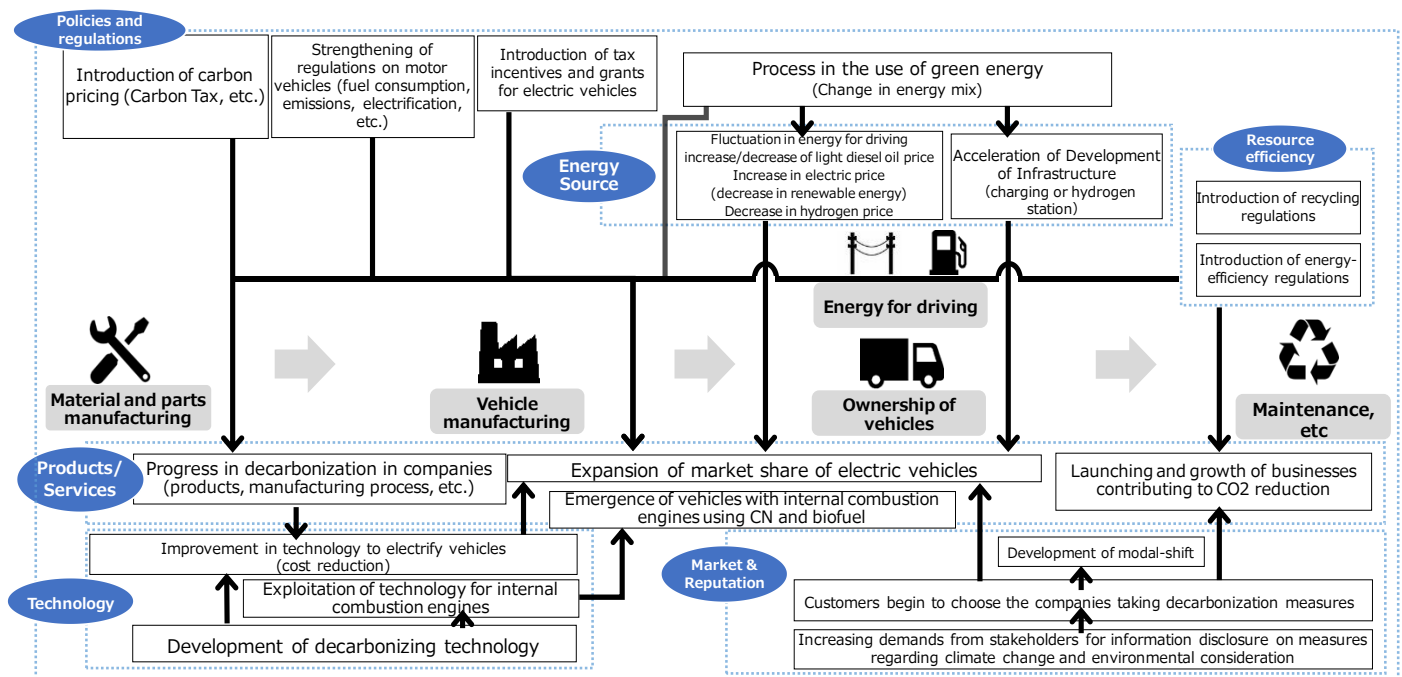 Policies and
regulations
Introduction of carbon
pricing (Carbon Tax, etc.)
Strengthening of
regulations on motor
vehicles (fuel consumption,
emissions, electrification,
etc.)
Introduction of tax
incentives and grants
for electric vehicles
Process in the use of green energy
(Change in energy mix)
Energy
Source
Fluctuation in energy for driving
increase/decrease of light diesel oil price
Increase in electric price
(decrease in renewable energy)
Decrease in hydrogen price
Acceleration of Development
of Infrastructure
(charging or hydrogen
station)
Resource
efficiency
Introduction of recycling
regulations
Introduction of energy-
efficiency regulations
Energy for driving
Material and parts
manufacturing
Vehicle
manufacturing
Ownership of
vehicles
Maintenance,
etc
Products/
Services
Progress in decarbonization in companies
(products, manufacturing process, etc.)
Expansion of market share of electric vehicles
Emergence of vehicles with internal combustion
engines using CN and biofuel
Launching and growth of businesses
contributing to CO2 reduction
Technology
Improvement in technology to electrify vehicles
(cost reduction)
Exploitation of technology for internal
combustion engines
Development of decarbonizing technology
Market &
Reputation
Development of modal-shift
Customers begin to choose the companies taking decarbonization measures
Increasing demands from stakeholders for information disclosure on measures
regarding climate change and environmental consideration